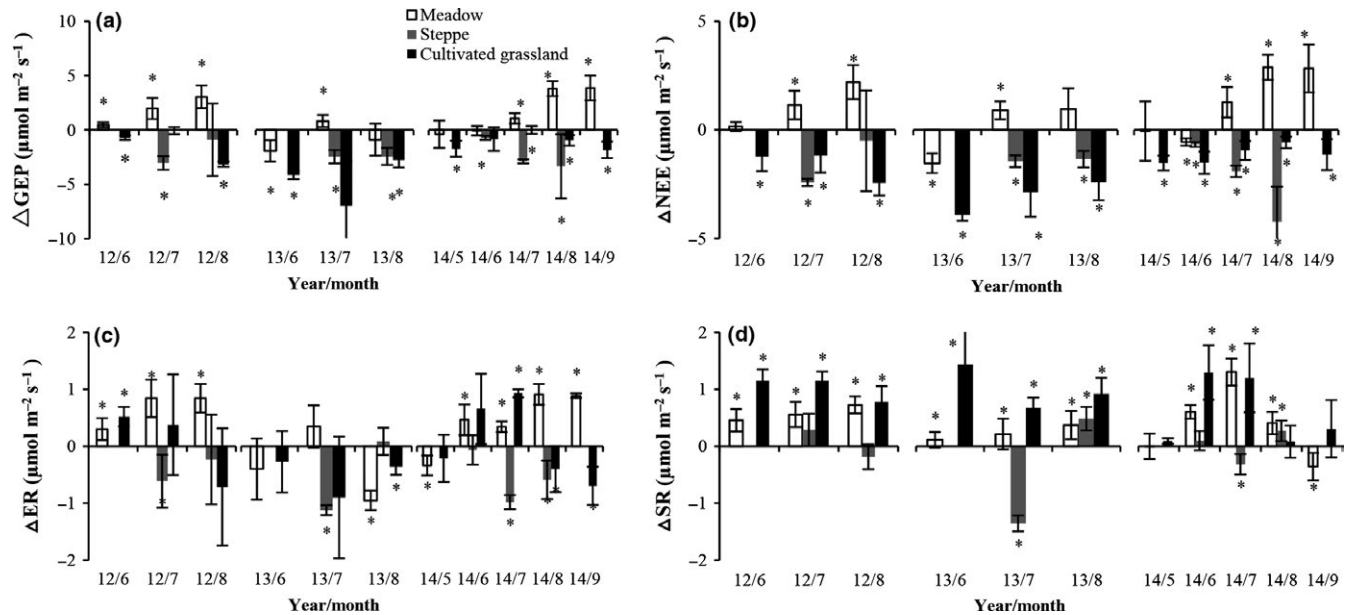 (a)
Meadow
Steppe
Cultivated grassland
10
5
0
−5
−10
△GEP (µmol m⁻² s⁻¹)
* * * * * * * * * * * * * * * * * * * *
12/6 12/7 12/8 13/6 13/7 13/8 14/5 14/6 14/7 14/8 14/9
Year/month
(b)
5
0
−5
ΔNEE (µmol m⁻² s⁻¹)
12/6 12/7 12/8 13/6 13/7 13/8 14/5 14/6 14/7 14/8 14/9
Year/month
(c)
2
1
0
−1
−2
ΔER (µmol m⁻² s⁻¹)
12/6 12/7 12/8 13/6 13/7 13/8 14/5 14/6 14/7 14/8 14/9
Year/month
(d)
2
1
0
−1
−2
ΔSR (µmol m⁻² s⁻¹)
12/6 12/7 12/8 13/6 13/7 13/8 14/5 14/6 14/7 14/8 14/9
Year/month